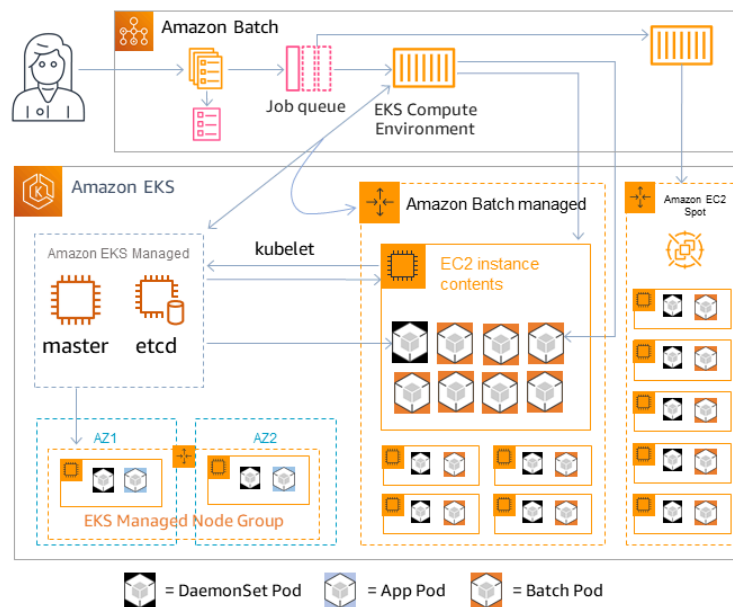 Amazon Batch
Job queue
EKS Compute
Environment
Amazon EKS
Amazon EKS Managed
master
etcd
kubelet
Amazon Batch managed
EC2 instance
contents
Amazon EC2
Spot
AZ1
AZ2
EKS Managed Node Group
= DaemonSet Pod
= App Pod
= Batch Pod